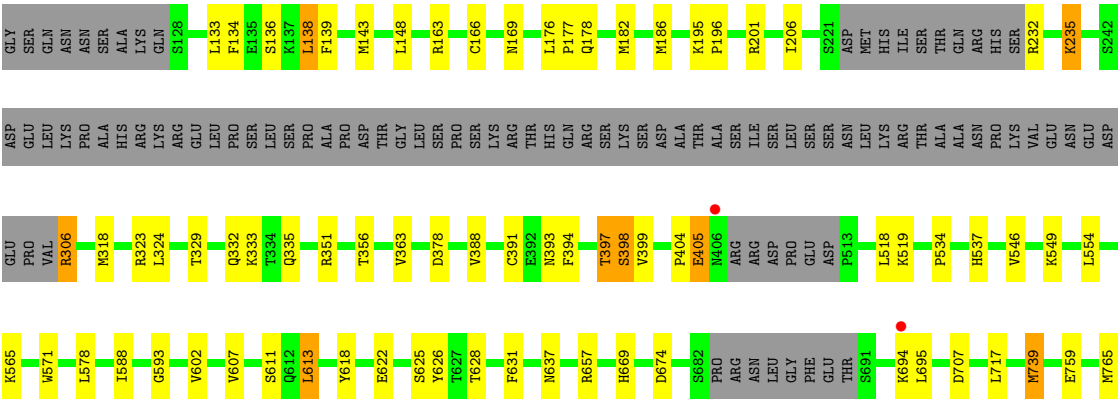 GLY SER GLN ASN ASN SER ALA LYS GLN S128 L133 F134 E135 S136 K137 L138 F139 M143 L148 R163 C166 N169 L176 P177 Q178 M182 M186 K195 P196 R201 I206 S221 ASP MET HIS ILE SER THR GLN ARG HIS SER R232 K235 S242
ASP GLU LEU LYS PRO ALA HIS ARG LYS ARG GLU LEU PRO SER LEU SER PRO ALA PRO ASP THR GLY LEU SER PRO SER SER LYS ARG THR HIS GLN ARG SER LYS SER ASP ALA THR ALA SER ILE SER LEU SER SER ASN LEU LYS ARG THR ALA ALA ASN PRO LYS VAL GLU ASN GLU ASP
GLU PRO VAL R306 M318 R323 L324 T329 Q332 K333 T334 Q335 R351 T356 V363 D378 V388 C391 E392 N393 F394 T397 S398 V399 P404 E405 N406 ARG ARG ASP PRO GLU ASP P513 L518 K519 P534 H537 V546 K549 L554
K565 W571 L578 I588 G593 V602 V607 S611 Q612 L613 Y618 E622 S625 Y626 T627 T628 F631 N637 R657 H669 D674 S682 PRO ARG ASN LEU GLY PHE GLU THR S691 K694 L695 D707 L717 M739 E759 M765